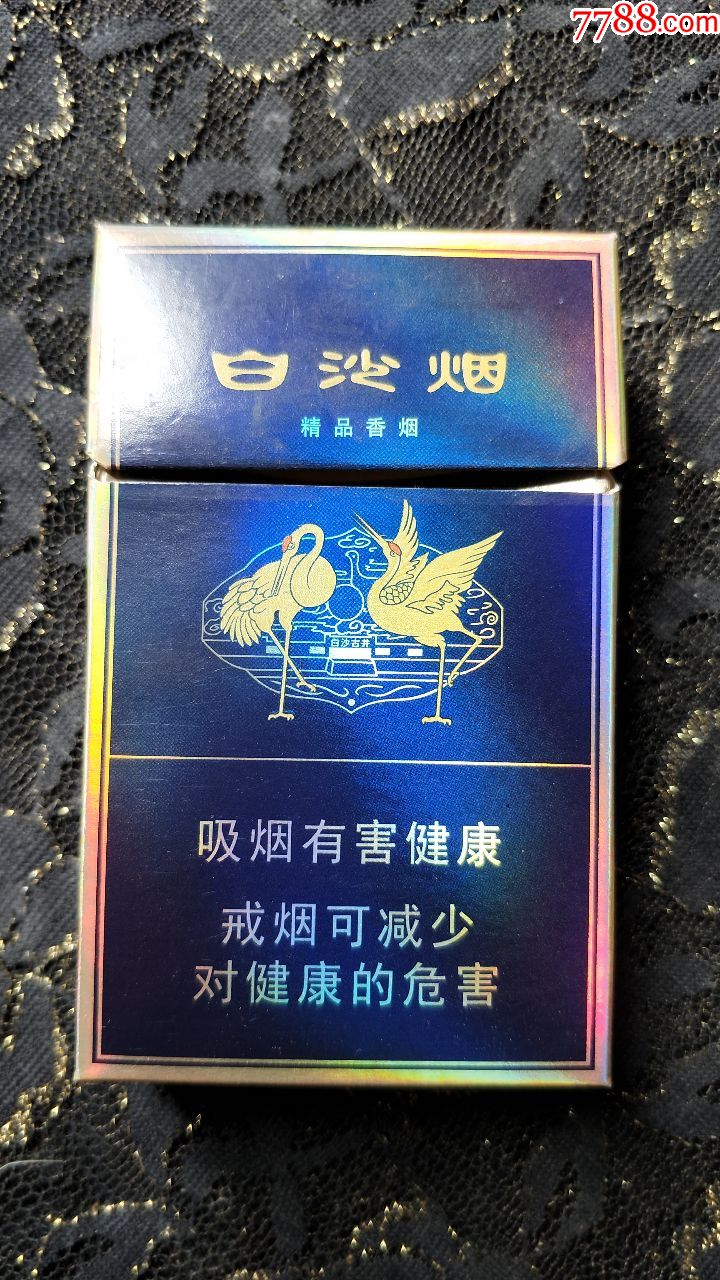 7788.com
白沙烟
精品香烟
白沙古井
吸烟有害健康
戒烟可减少
对健康的危害